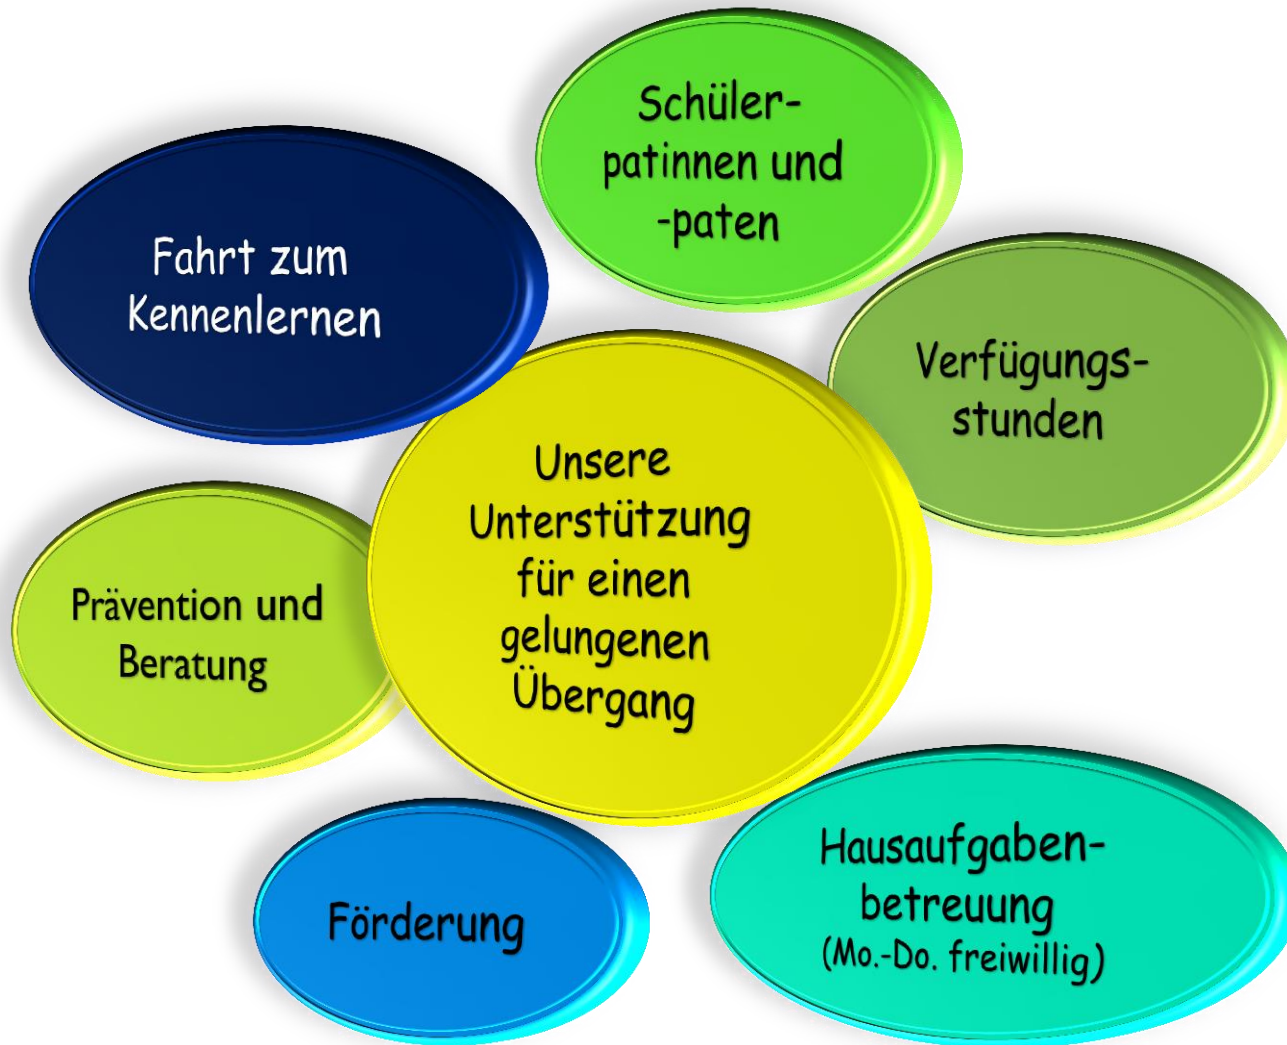 Schüler-
patinnen und
-paten
Fahrt zum
Kennenlernen
Verfügungs-
stunden
Unsere
Unterstützung
für einen
gelungenen
Übergang
Prävention und
Beratung
Hausaufgaben-
betreuung
(Mo.-Do. freiwillig)
Förderung